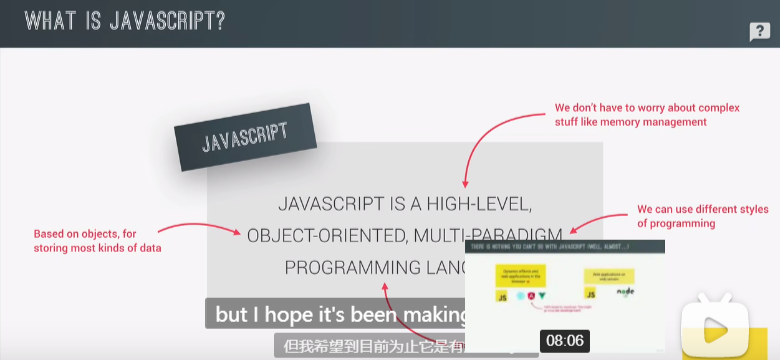 WHAT IS JAVASCRIPT?
?
We don't have to worry about complex
stuff like memory management
JAVASCRIPT
JAVASCRIPT IS A HIGH-LEVEL,
We can use different styles
of programming
Based on objects, for
storing most kinds of data
OBJECT-ORIENTED, MULTI-PARADIGM
PROGRAMMING LANG
THERE IS NOTHING YOU CAN'T DO WITH JAVASCRIPT (WELL, ALMOST...)
Dynamic effects and
web applications in the
browser
Web applications on
web servers
JS
JS
node
but I hope it's been making
但我希望到目前为止它是有
08:06